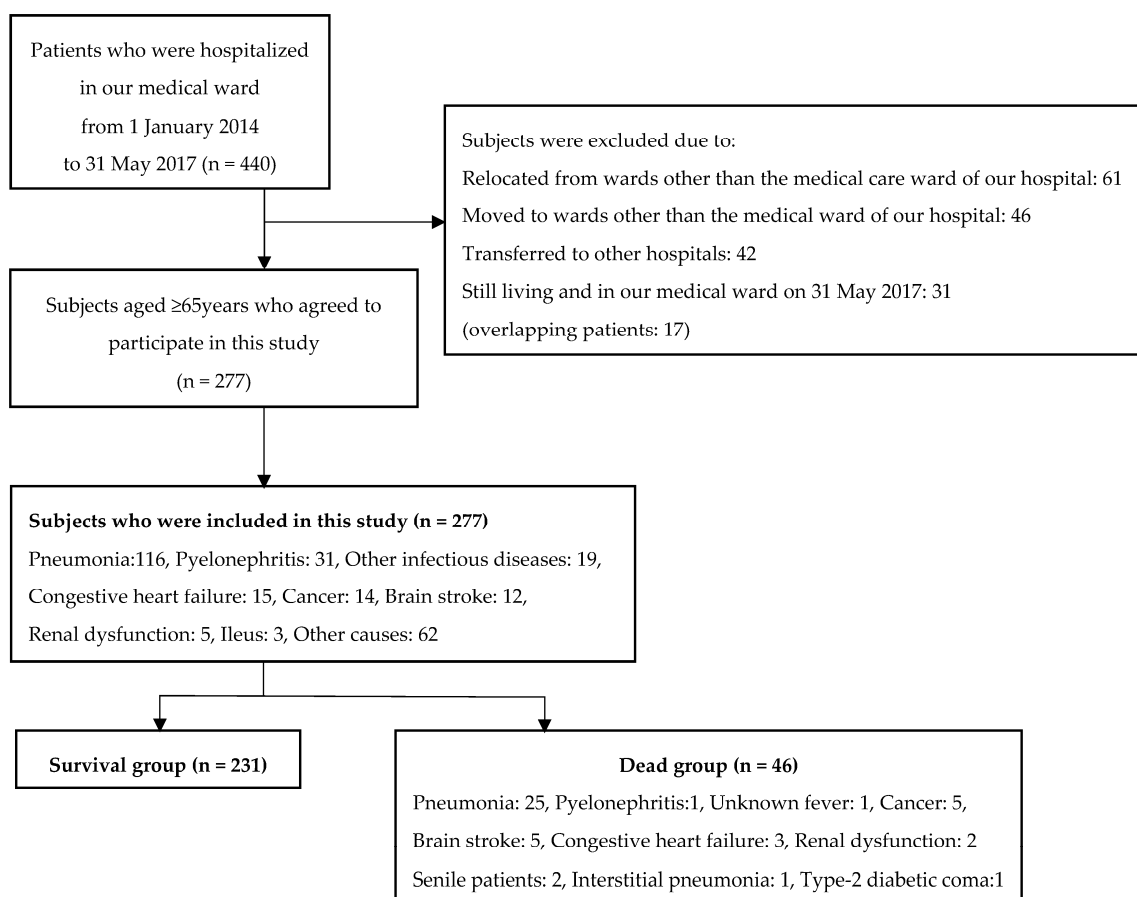 Patients who were hospitalized
in our medical ward
from 1 January 2014
to 31 May 2017 (n = 440)
Subjects were excluded due to:
Relocated from wards other than the medical care ward of our hospital: 61
Moved to wards other than the medical ward of our hospital: 46
Transferred to other hospitals: 42
Still living and in our medical ward on 31 May 2017: 31
(overlapping patients: 17)
Subjects aged ≥65years who agreed to
participate in this study
(n = 277)
Subjects who were included in this study (n = 277)
Pneumonia:116, Pyelonephritis: 31, Other infectious diseases: 19,
Congestive heart failure: 15, Cancer: 14, Brain stroke: 12,
Renal dysfunction: 5, Ileus: 3, Other causes: 62
Survival group (n = 231)
Dead group (n = 46)
Pneumonia: 25, Pyelonephritis:1, Unknown fever: 1, Cancer: 5,
Brain stroke: 5, Congestive heart failure: 3, Renal dysfunction: 2
Senile patients: 2, Interstitial pneumonia: 1, Type-2 diabetic coma:1